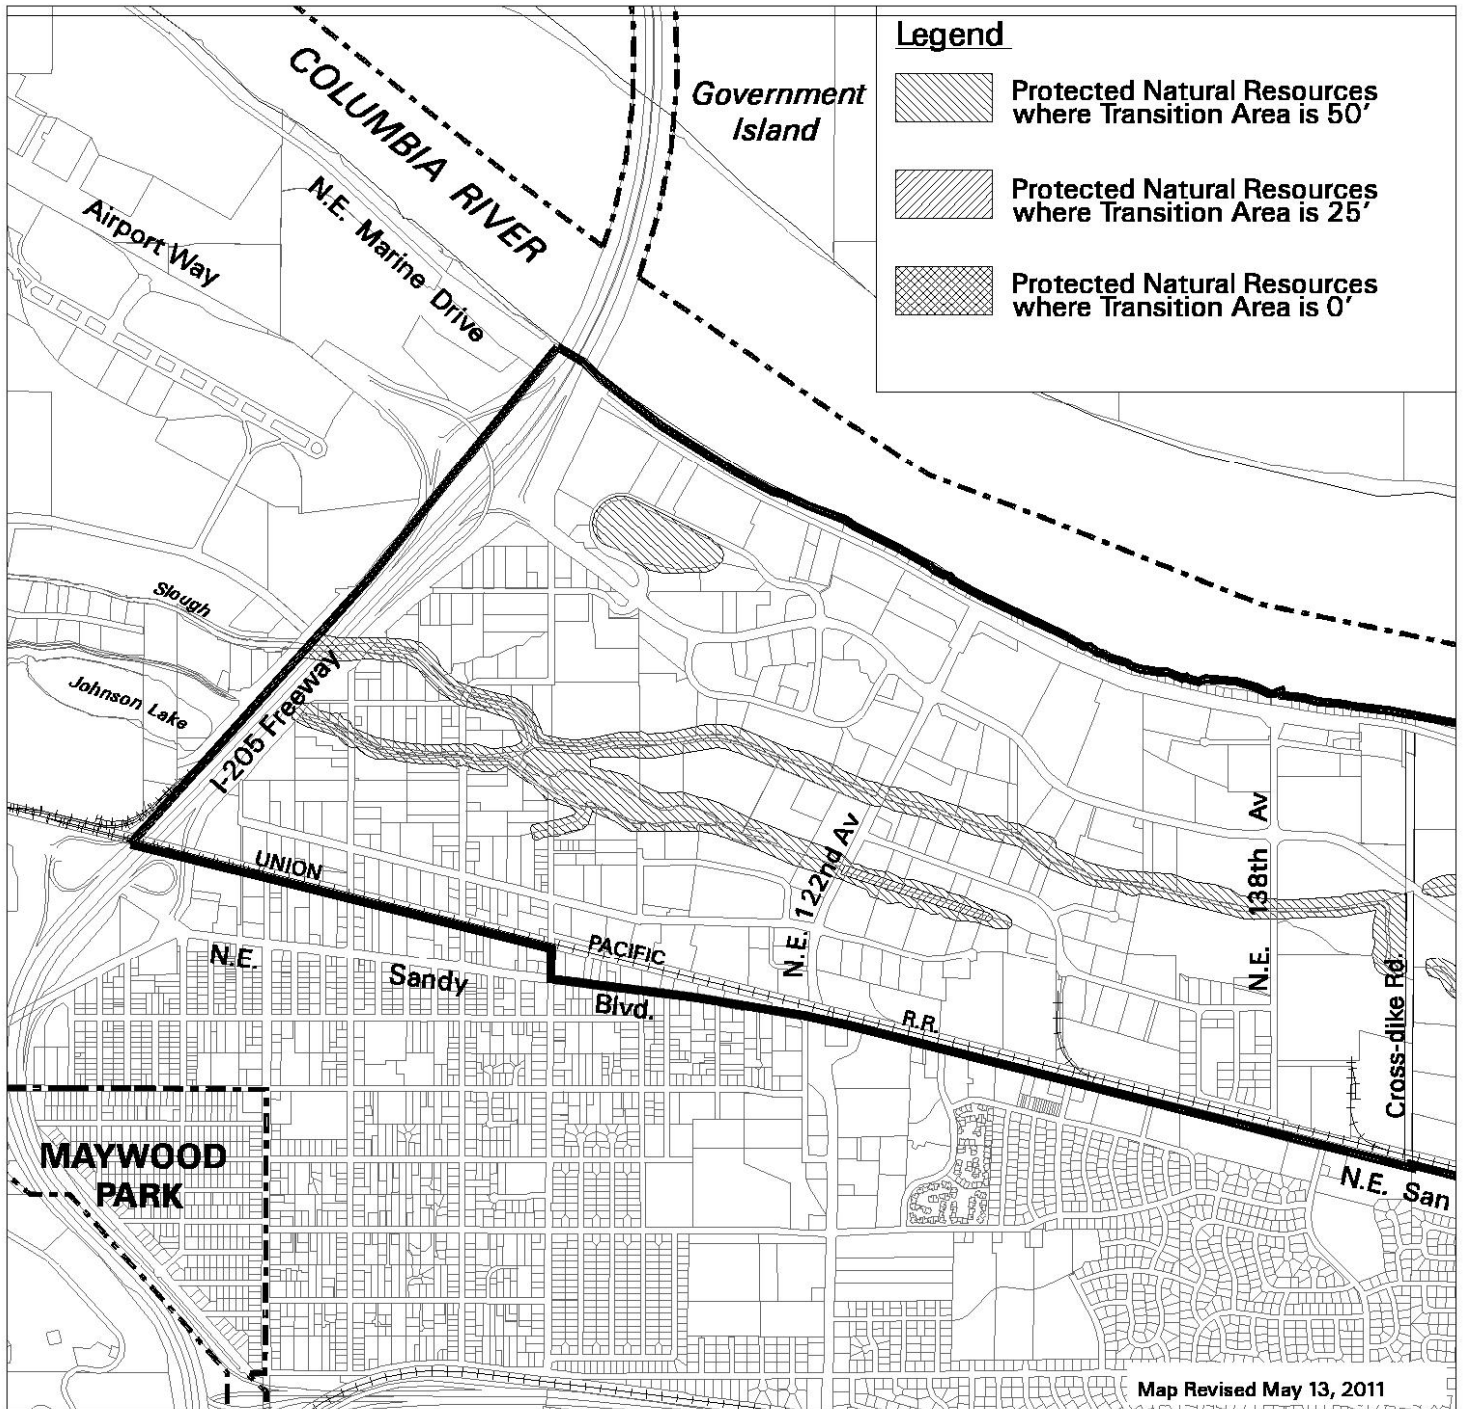 Legend
Protected Natural Resources
where Transition Area is 50'
Protected Natural Resources
where Transition Area is 25'
Protected Natural Resources
where Transition Area is 0'
COLUMBIA RIVER
Government
Island
N.E. Marine Drive
Airport Way
Slough
Johnson Lake
I-205 Freeway
UNION
PACIFIC
R.R.
N.E.
Sandy
Blvd.
N.E. 122nd Av
N.E. 138th Av
Cross-dike Rd.
N.E. San
MAYWOOD
PARK
Map Revised May 13, 2011